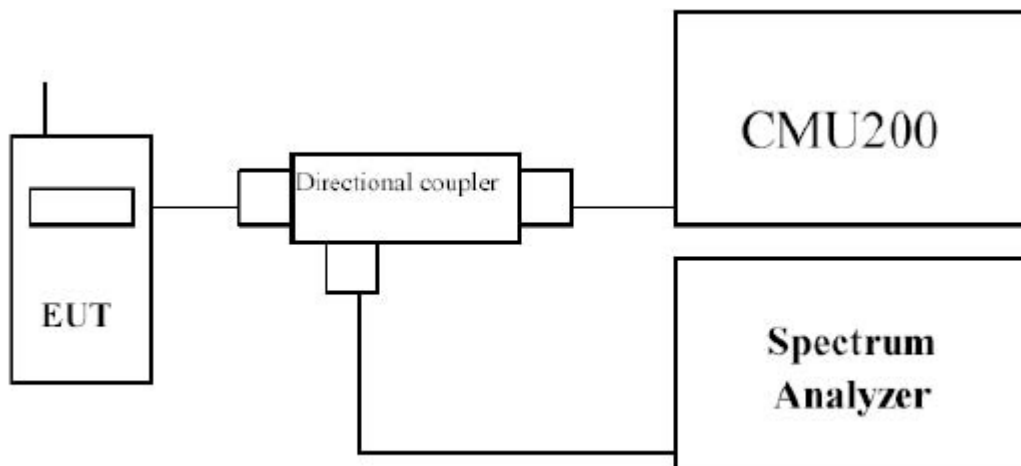 CMU200
Directional coupler
EUT
Spectrum
Analyzer